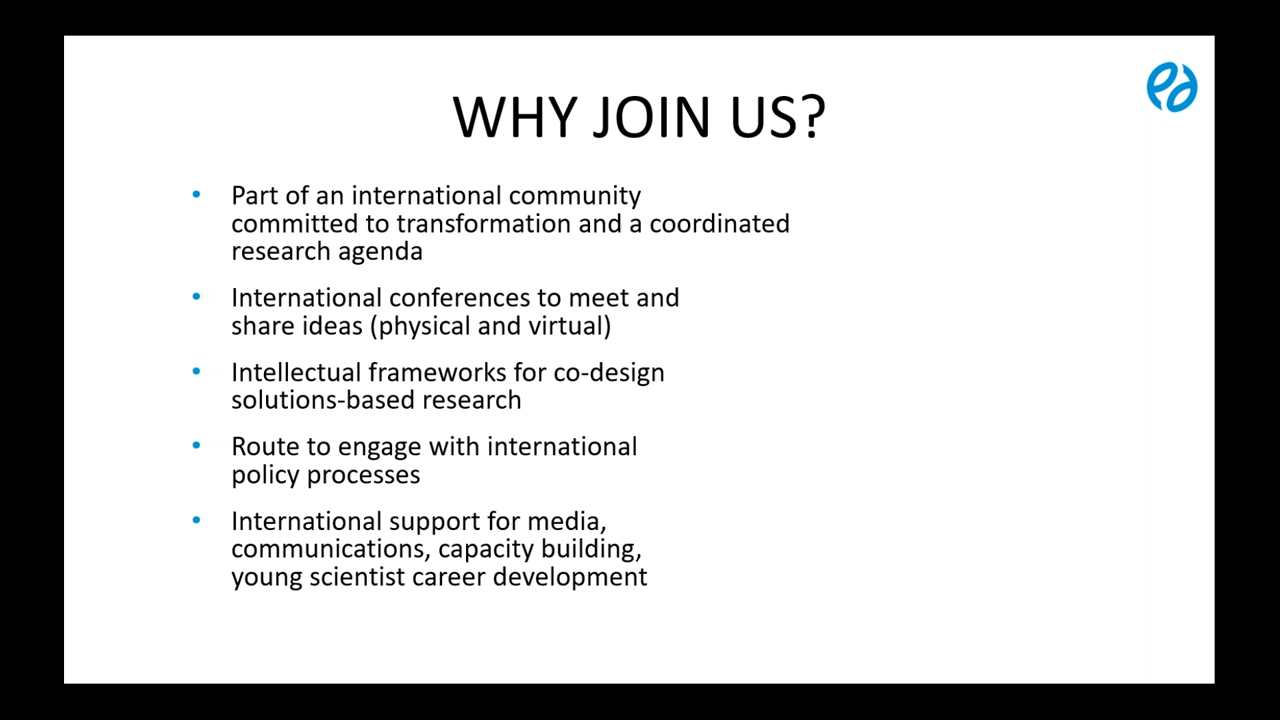 WHY JOIN US?
• Part of an international community
committed to transformation and a coordinated
research agenda
• International conferences to meet and
share ideas (physical and virtual)
• Intellectual frameworks for co-design
solutions-based research
• Route to engage with international
policy processes
• International support for media,
communications, capacity building,
young scientist career development